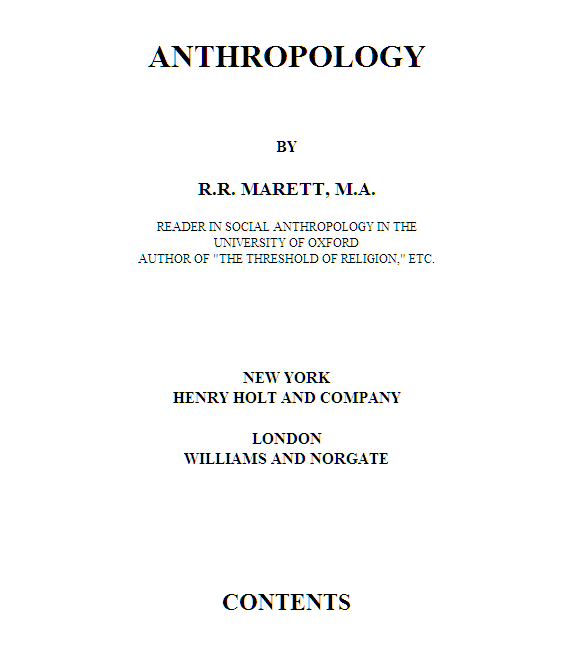 ANTHROPOLOGY
BY
R.R. MARETT, M.A.
READER IN SOCIAL ANTHROPOLOGY IN THE
UNIVERSITY OF OXFORD
AUTHOR OF "THE THRESHOLD OF RELIGION," ETC.
NEW YORK
HENRY HOLT AND COMPANY
LONDON
WILLIAMS AND NORGATE
CONTENTS